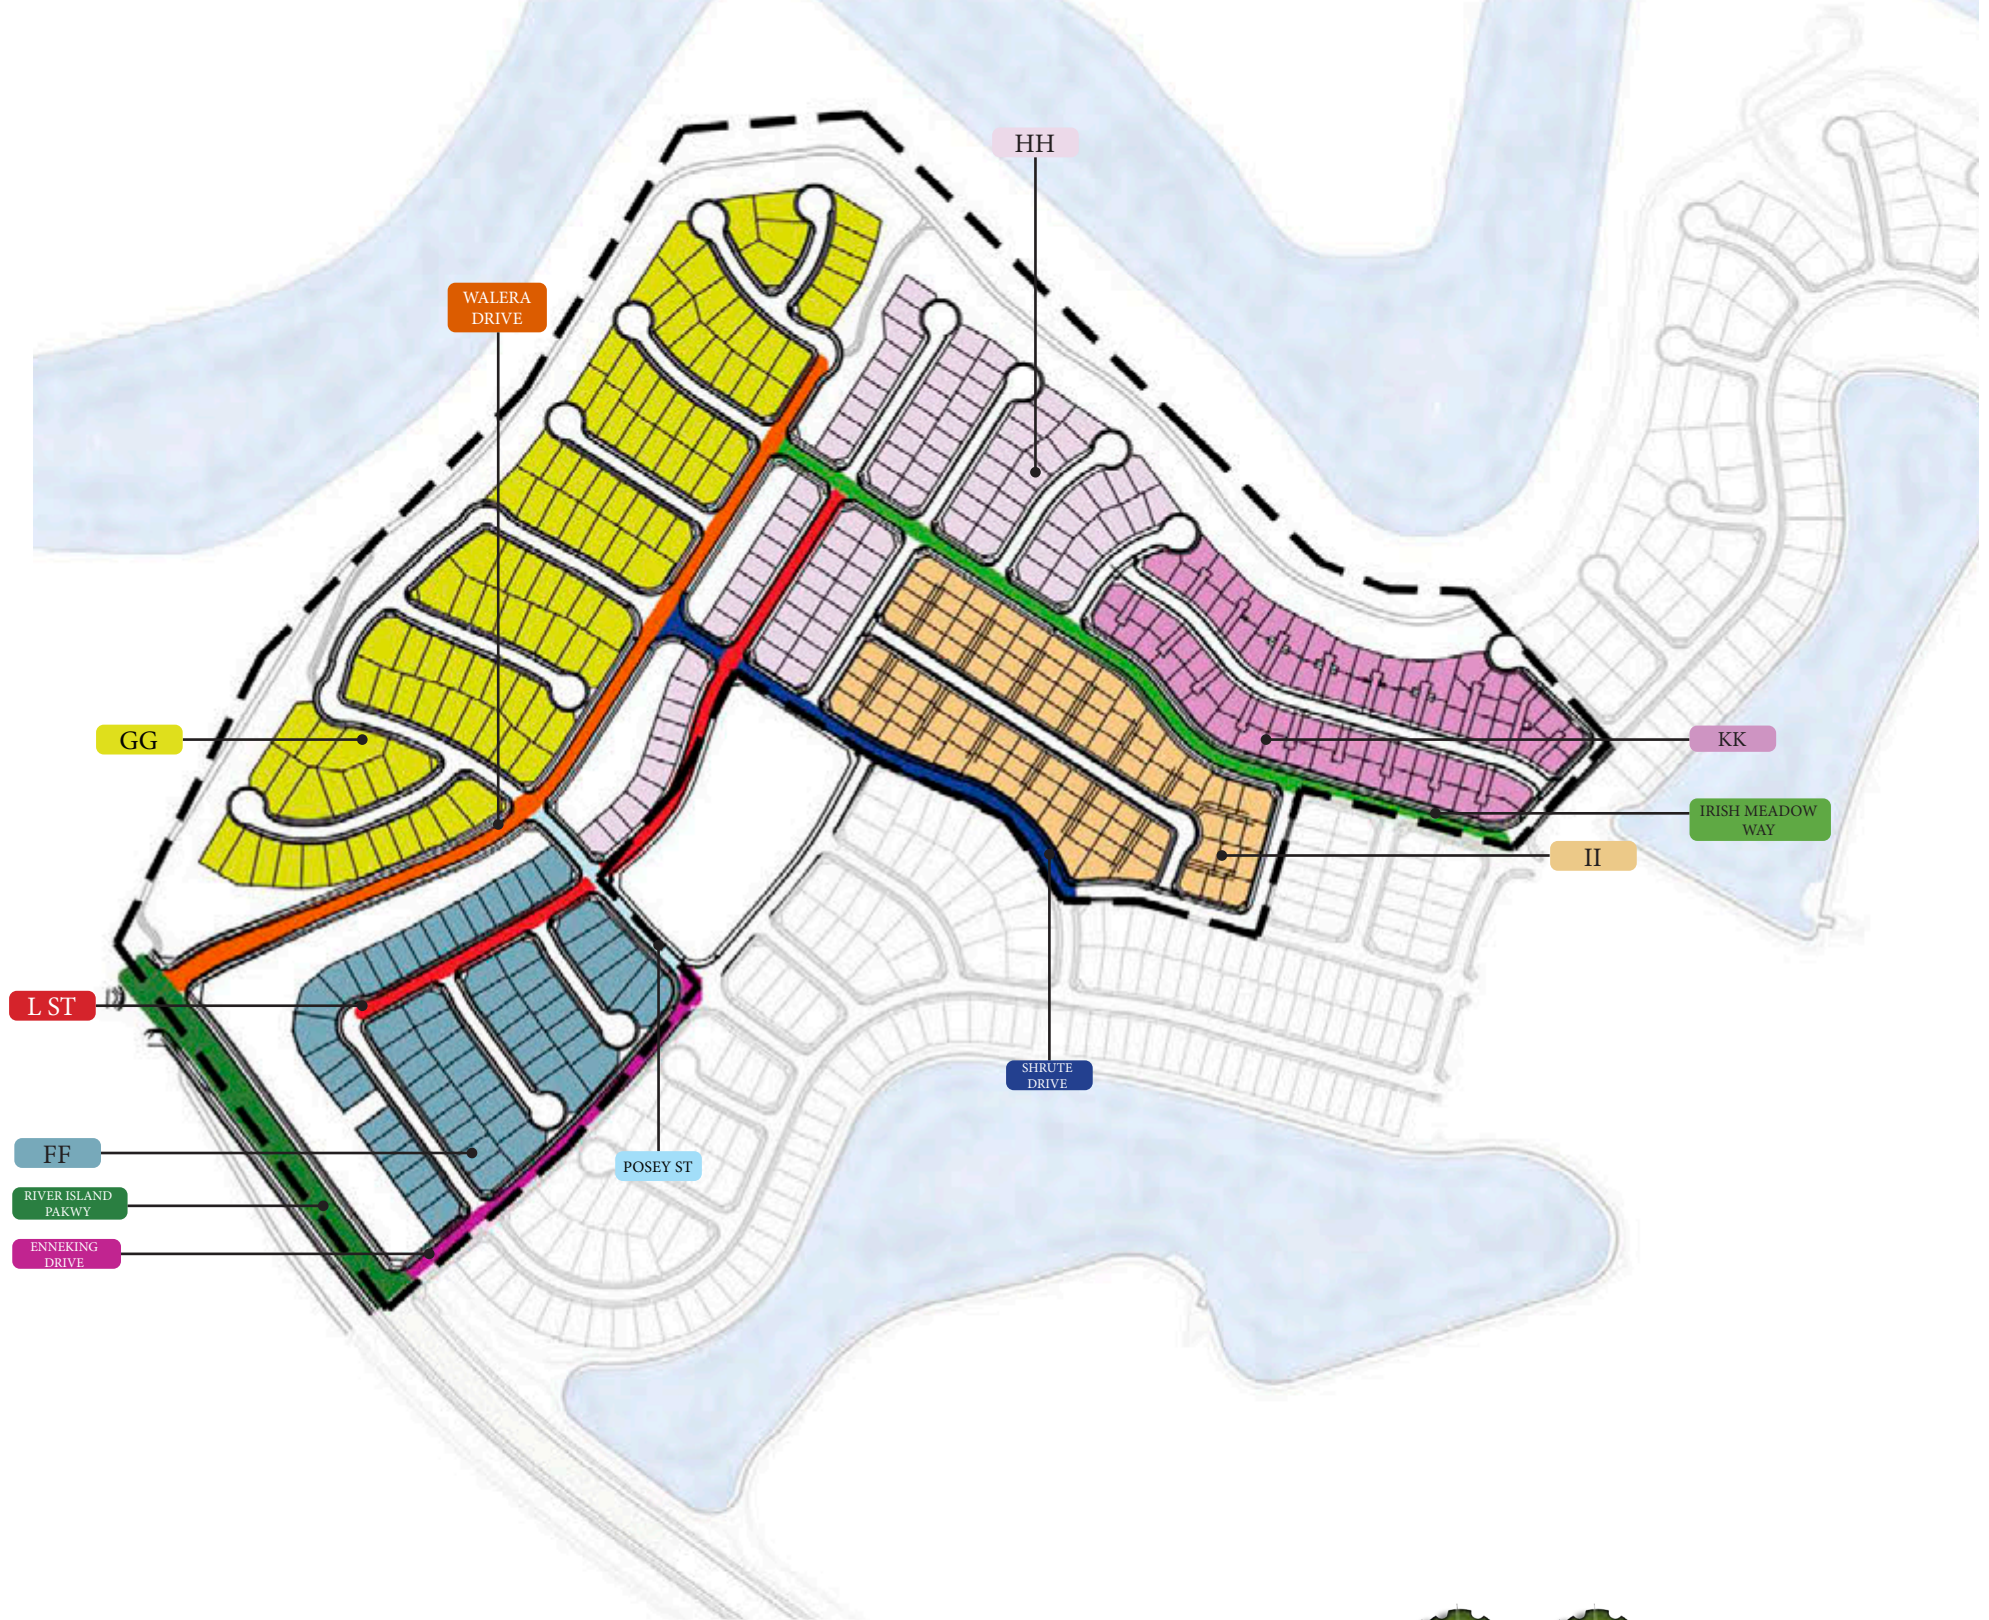 HH
WALERA
DRIVE
GG
KK
IRISH MEADOW
WAY
II
L ST
SHRUTE
DRIVE
FF
POSEY ST
RIVER ISLAND
PAKWY
ENNEKING
DRIVE